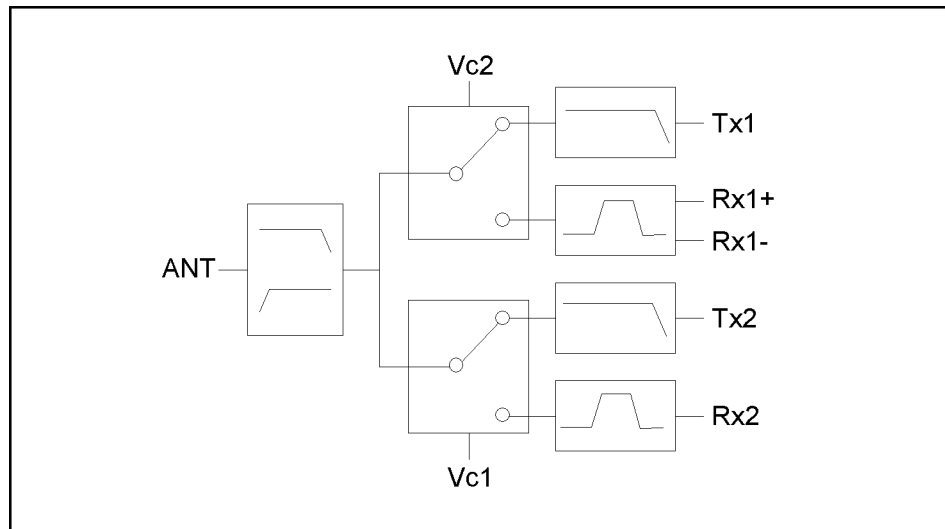 Vc2
Tx1
Rx1+
Rx1-
ANT
Tx2
Rx2
Vc1